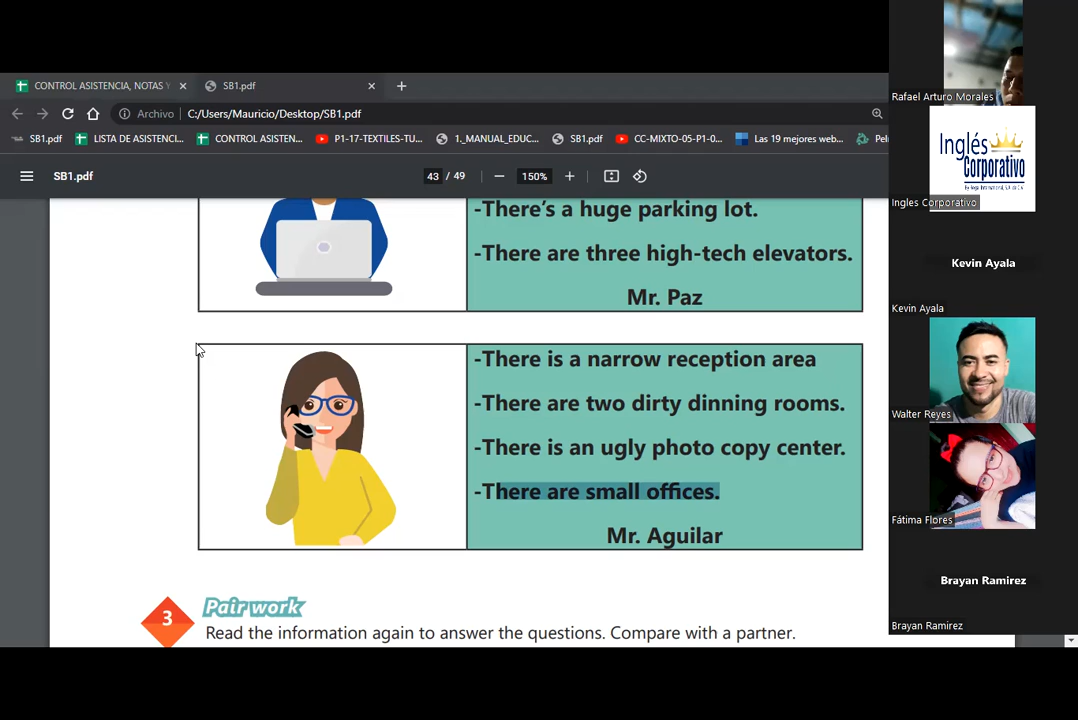 CONTROL ASISTENCIA, NOTAS Y
SB1.pdf
Archivo
C:/Users/Mauricio/Desktop/SB1.pdf
SB1.pdf
LISTA DE ASISTENCI...
CONTROL ASISTEN...
P1-17-TEXTILES-TU...
1._MANUAL_EDUC...
SB1.pdf
CC-MIXTO-05-P1-0...
Las 19 mejores web...
Pel
SB1.pdf
43 / 49
150%
-There's a huge parking lot.
-There are three high-tech elevators.
Mr. Paz
-There is a narrow reception area
-There are two dirty dinning rooms.
-There is an ugly photo copy center.
-There are small offices.
Mr. Aguilar
3
Pair work
Read the information again to answer the questions. Compare with a partner.
Rafael Arturo Morales
Inglés
Corporativo
Ingles Corporativo
Kevin Ayala
Kevin Ayala
Walter Reyes
Fátima Flores
Brayan Ramirez
Brayan Ramirez